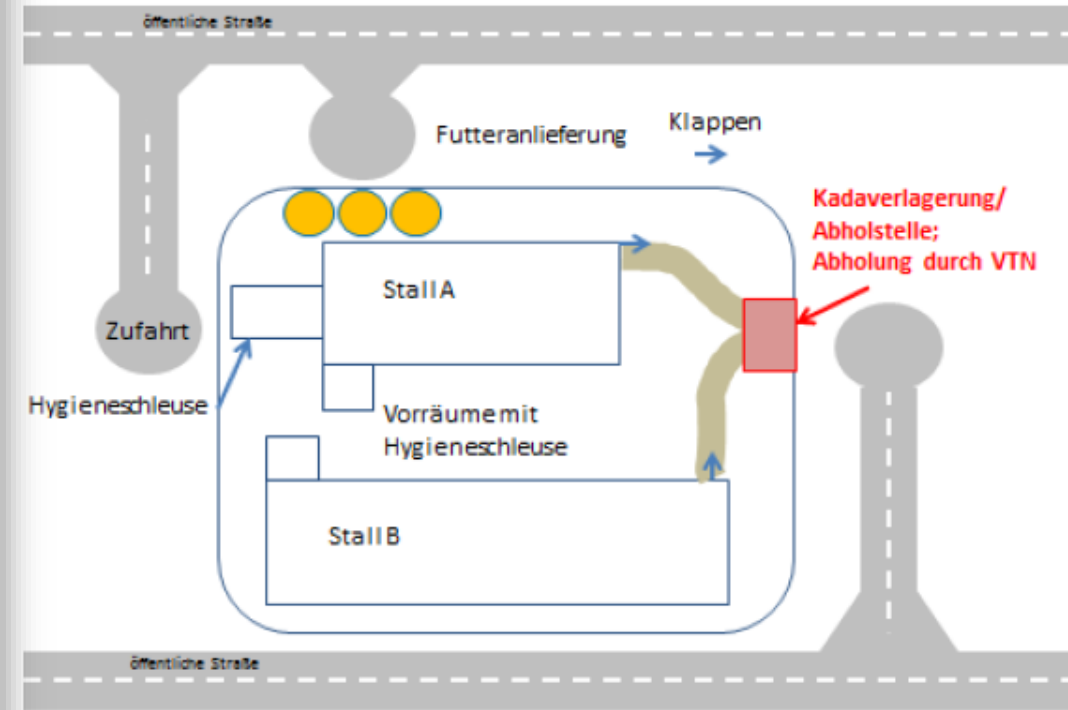 öffentliche Straße
Futteranlieferung
Klappen
Kadaverlagerung/
Abholstelle;
Abholung durch VTN
Stall A
Zufahrt
Hygieneschleuse
Vorräume mit
Hygieneschleuse
Stall B
öffentliche Straße